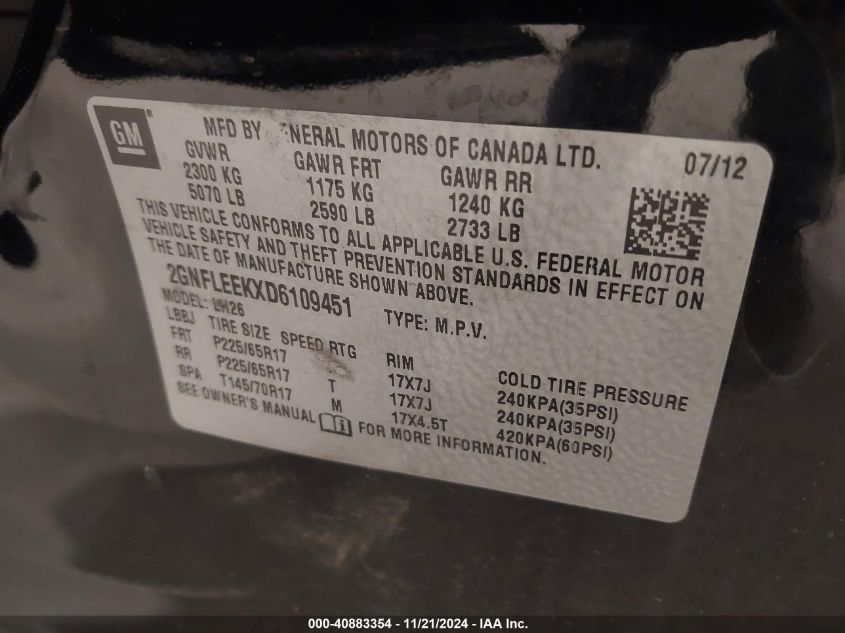 GM
MFD BY GENERAL MOTORS OF CANADA LTD. 07/12
GVWR GAWR FRT GAWR RR
2300 KG 1175 KG 1240 KG
5070 LB 2590 LB 2733 LB
THIS VEHICLE CONFORMS TO ALL APPLICABLE U.S. FEDERAL MOTOR
VEHICLE SAFETY AND THEFT PREVENTION STANDARDS IN EFFECT ON
THE DATE OF MANUFACTURE SHOWN ABOVE.
2GNFLEEKXD6109451 TYPE: M.P.V.
MODEL: LH26
LBBJ TIRE SIZE SPEED RTG RIM COLD TIRE PRESSURE
FRT P225/65R17 17X7J 240KPA(35PSI)
RR P225/65R17 T 17X7J 240KPA(35PSI)
SPA T145/70R17 M 17X4.5T 420KPA(60PSI)
SEE OWNER'S MANUAL FOR MORE INFORMATION.
000-40883354 - 11/21/2024 - IAA Inc.